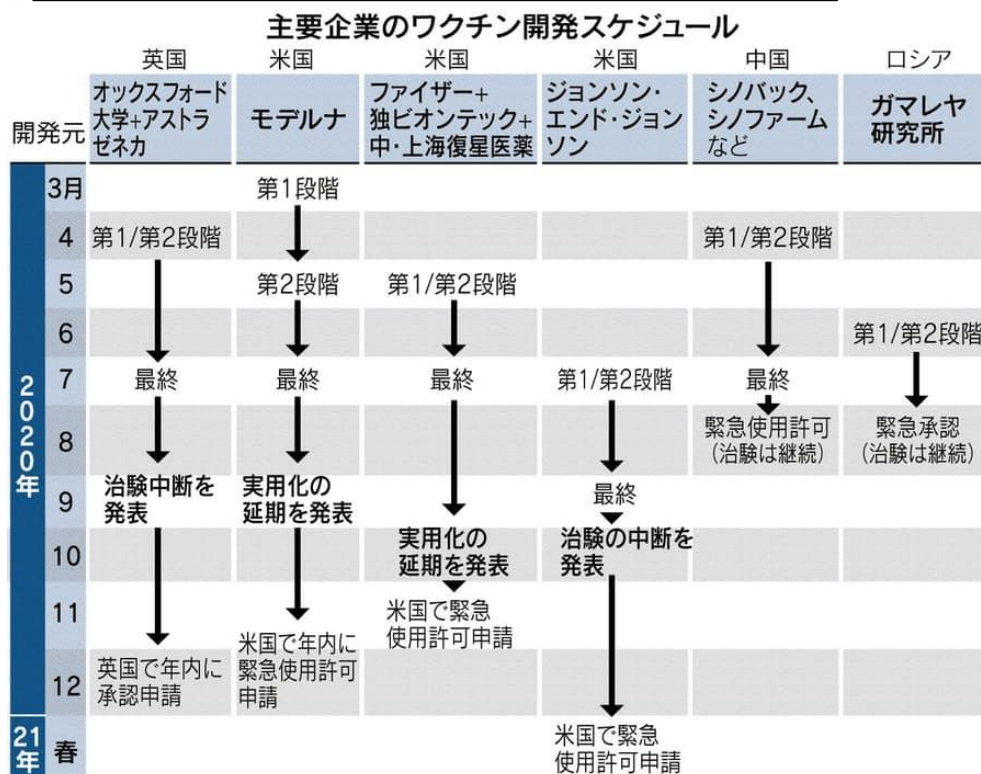 主要企業のワクチン開発スケジュール
英国
米国
米国
米国
中国
ロシア
開発元
オックスフォード
大学+アストラ
ゼネカ
モデルナ
ファイザー+
独ビオンテック+
中・上海復星医薬
ジョンソン・
エンド・ジョン
ソン
シノバック、
シノファーム
など
ガマレヤ
研究所
2020年
3月
第1段階
4
第1/第2段階
第1/第2段階
5
第2段階
第1/第2段階
6
第1/第2段階
7
最終
最終
最終
第1/第2段階
最終
8
緊急使用許可
(治験は継続)
緊急承認
(治験は継続)
9
治験中断を
発表
実用化の
延期を発表
最終
10
実用化の
延期を発表
治験の中断を
発表
11
米国で緊急
使用許可申請
12
英国で年内に
承認申請
米国で年内に
緊急使用許可
申請
21年
春
米国で緊急
使用許可申請